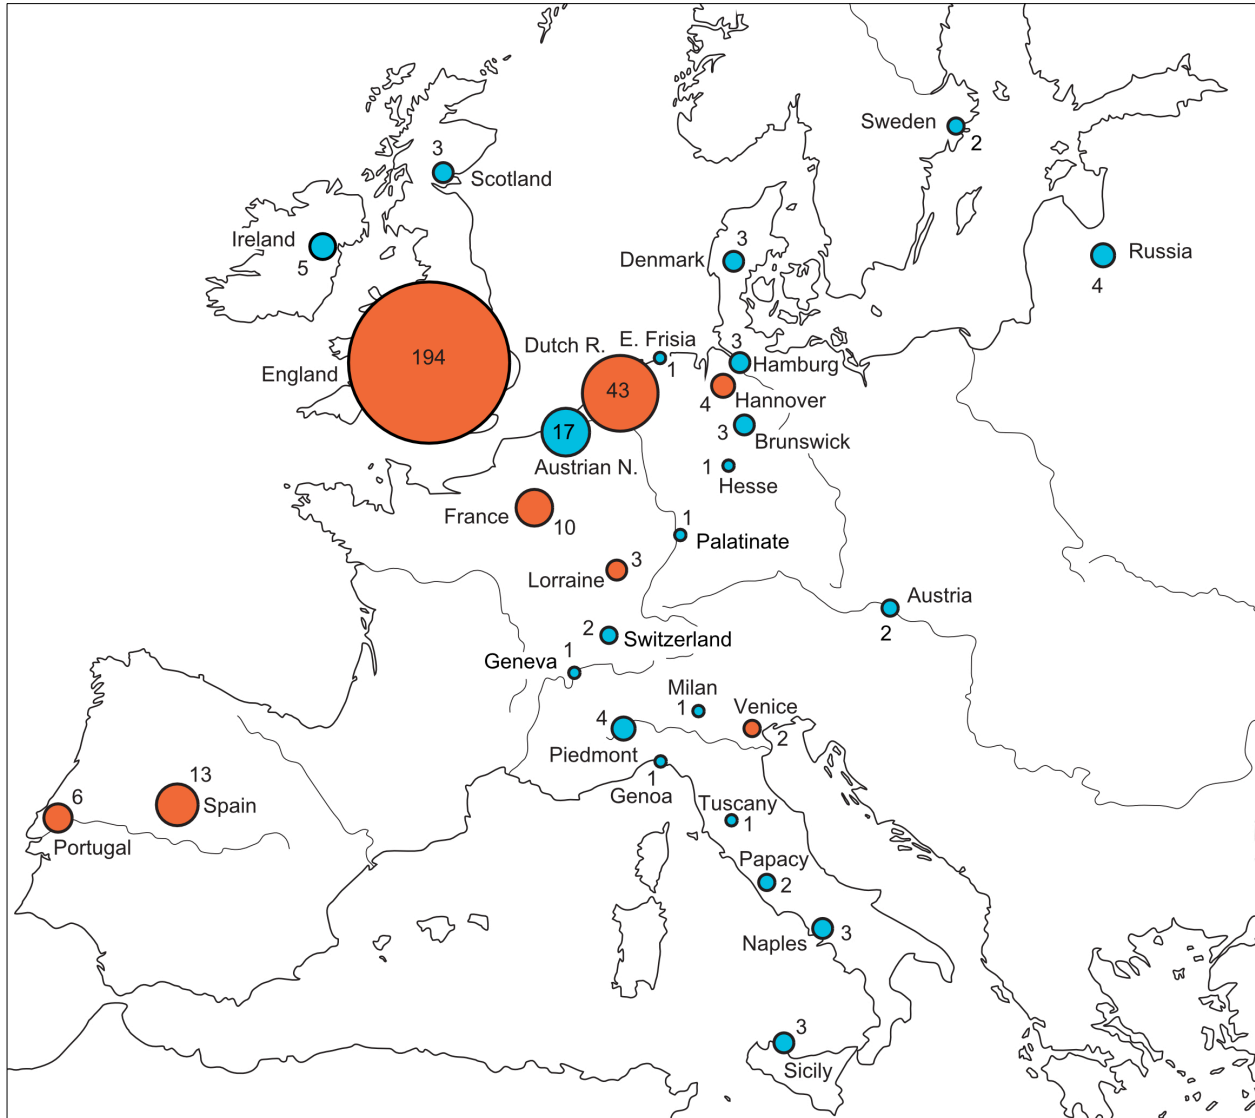 Sweden
2
3
Scotland
Ireland
5
3
Denmark
Russia
4
194
England
Dutch R.
E. Frisia
1
43
3
Hamburg
4
Hannover
3
Brunswick
17
Austrian N.
1
Hesse
France
10
1
Palatinate
Lorraine
3
Austria
2
2
Switzerland
Geneva
1
Milan
1
Venice
2
4
Piedmont
1
Genoa
13
Spain
6
Portugal
Tuscany
1
Papacy
2
Naples
3
3
Sicily